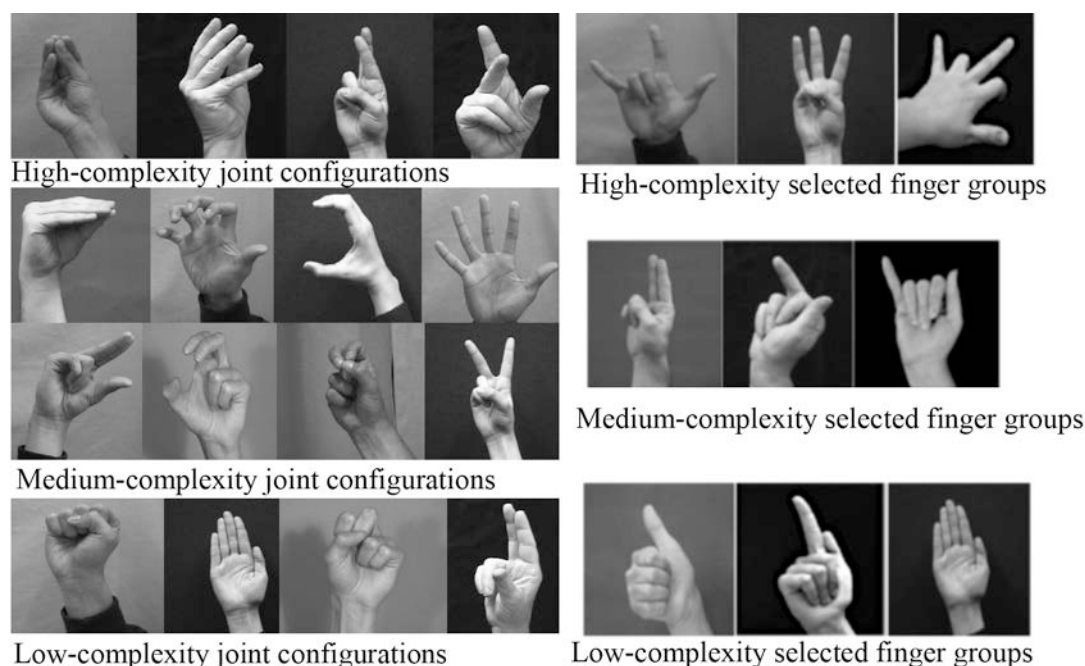 High-complexity joint configurations
Medium-complexity joint configurations
Low-complexity joint configurations
High-complexity selected finger groups
Medium-complexity selected finger groups
Low-complexity selected finger groups